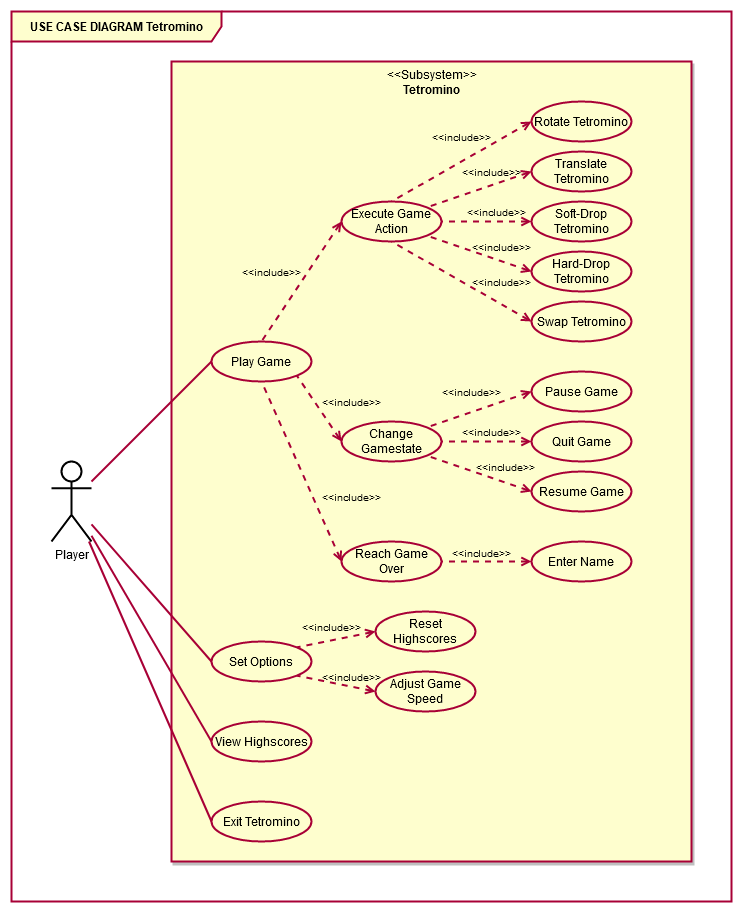 USE CASE DIAGRAM Tetromino
<<Subsystem>>
Tetromino
Rotate Tetromino
<<include>>
Translate
Tetromino
<<include>>
Execute Game
Action
<<include>>
Soft-Drop
Tetromino
<<include>>
Hard-Drop
Tetromino
<<include>>
<<include>>
Swap Tetromino
Play Game
<<include>>
<<include>>
Pause Game
Change
Gamestate
<<include>>
Quit Game
<<include>>
Resume Game
<<include>>
Reach Game
Over
<<include>>
Enter Name
Player
<<include>>
Reset
Highscores
Set Options
<<include>>
Adjust Game
Speed
View Highscores
Exit Tetromino